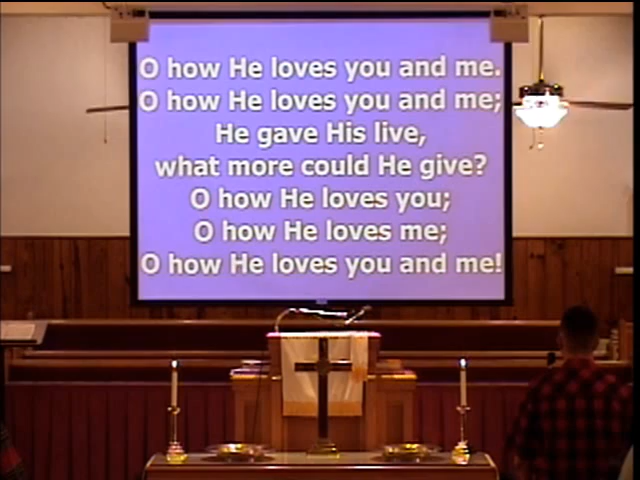 O how He loves you and me.
O how He loves you and me;
He gave His live,
what more could He give?
O how He loves you;
O how He loves me;
O how He loves you and me!